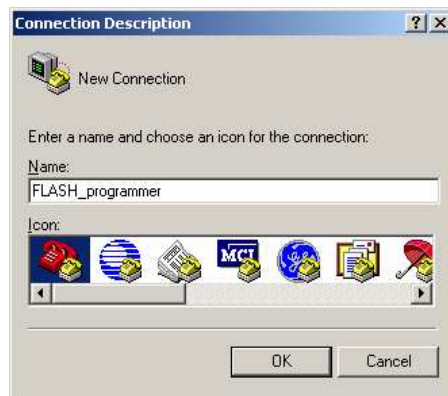 Connection Description
New Connection
Enter a name and choose an icon for the connection:
Name:
FLASH_programmer
Icon:
MCI
OK
Cancel